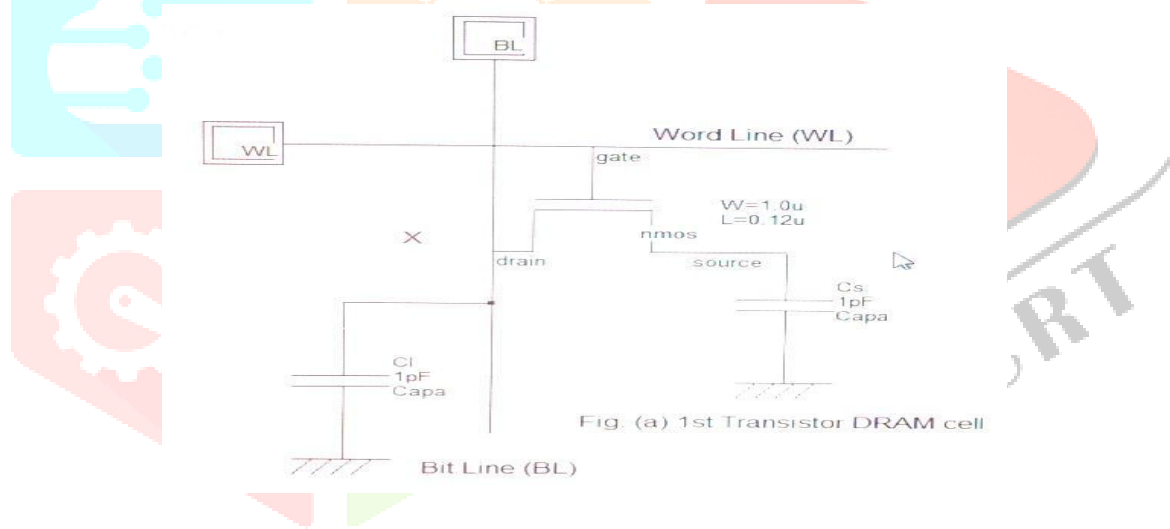 BL
Word Line (WL)
WL
gate
W=1.0u
L=0.12u
nmos
drain
source
Cs
1pF
Capa
Cl
1pF
Capa
Fig. (a) 1st Transistor DRAM cell
Bit Line (BL)